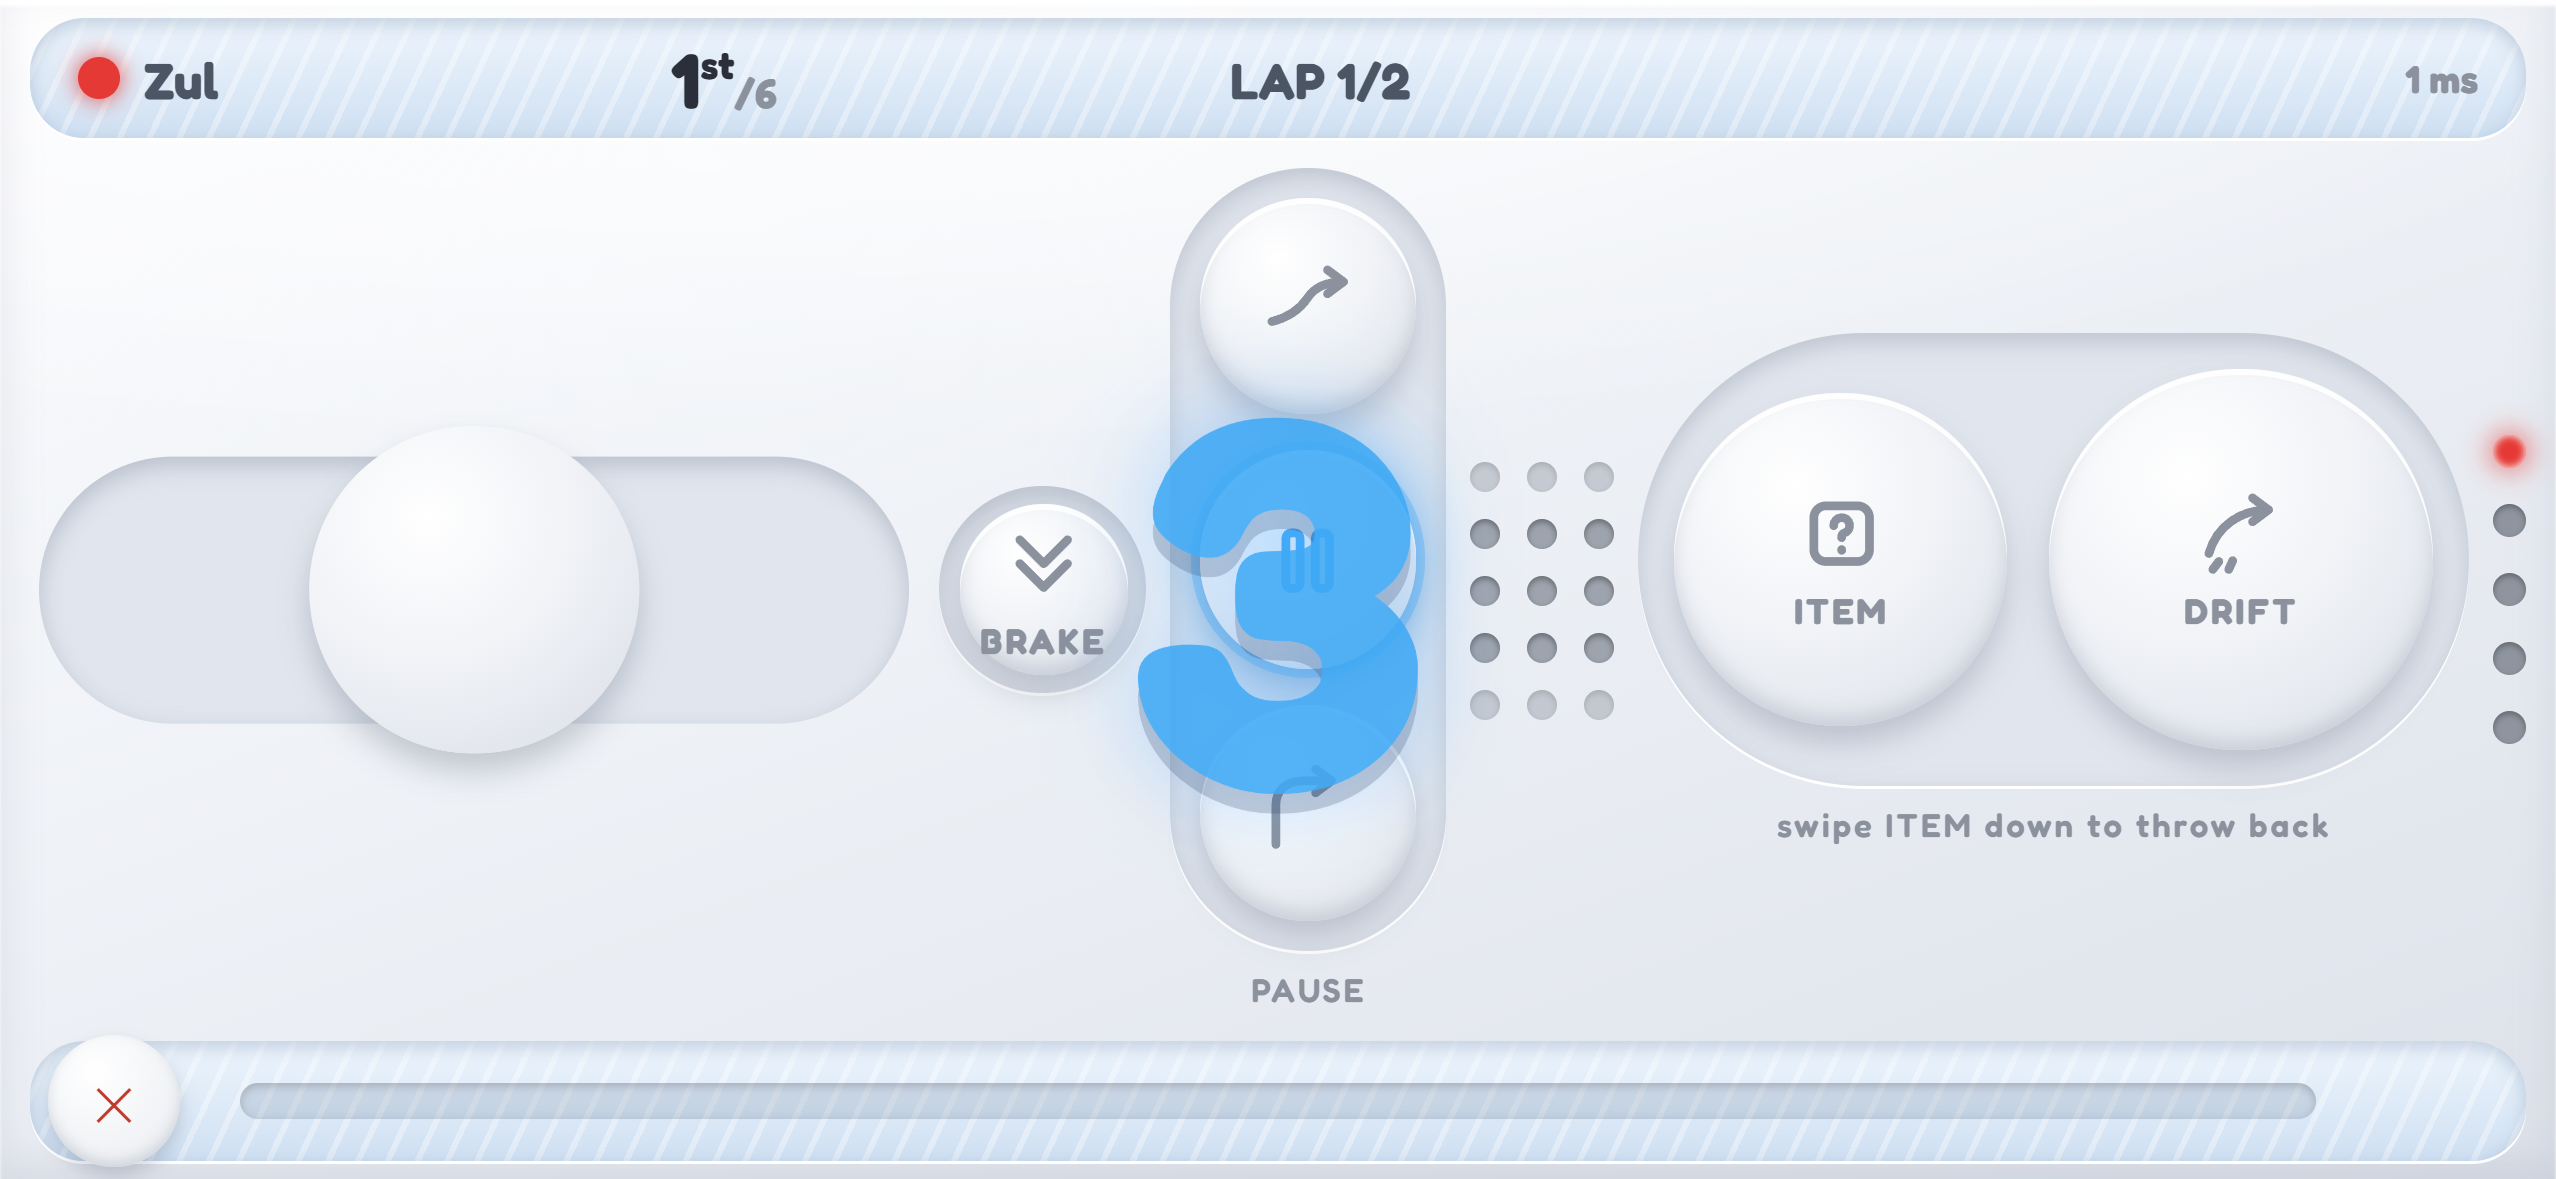 Zul
1st/6
LAP 1/2
1 ms
3
BRAKE
?
ITEM
DRIFT
swipe ITEM down to throw back
PAUSE